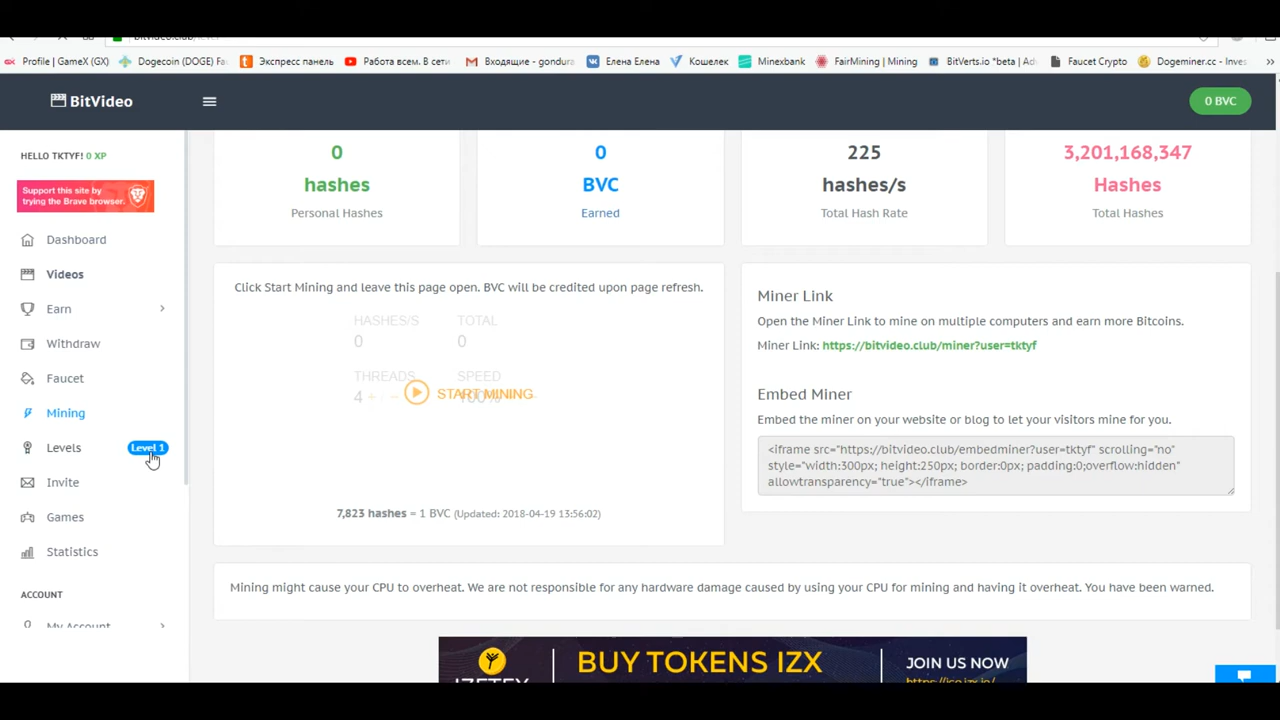 Profile | GameX (GX)
Dogecoin (DOGE) Fau
Экспресс панель
Работа всем. В сети
Входящие - gondura
Елена Елена
Кошелек
Minexbank
FairMining | Mining
BitVerts.io *beta | Ad
Faucet Crypto
Dogeminer.cc - Inves
BitVideo
0 BVC
HELLO TKTYF! 0 XP
Support this site by
trying the Brave browser.
Dashboard
Videos
Earn
Withdraw
Faucet
Mining
Levels
Level 1
Invite
Games
Statistics
ACCOUNT
My Account
0
hashes
Personal Hashes
0
BVC
Earned
225
hashes/s
Total Hash Rate
3,201,168,347
Hashes
Total Hashes
Click Start Mining and leave this page open. BVC will be credited upon page refresh.
HASHES/S
TOTAL
0
0
THREADS
SPEED
4 + -
100%
START MINING
7,823 hashes = 1 BVC (Updated: 2018-04-19 13:56:02)
Miner Link
Open the Miner Link to mine on multiple computers and earn more Bitcoins.
Miner Link: https://bitvideo.club/miner?user=tktyf
Embed Miner
Embed the miner on your website or blog to let your visitors mine for you.
<iframe src="https://bitvideo.club/embedminer?user=tktyf" scrolling="no"
style="width:300px; height:250px; border:0px; padding:0;overflow:hidden"
allowtransparency="true"></iframe>
Mining might cause your CPU to overheat. We are not responsible for any hardware damage caused by using your CPU for mining and having it overheat. You have been warned.
BUY TOKENS IZX
JOIN US NOW